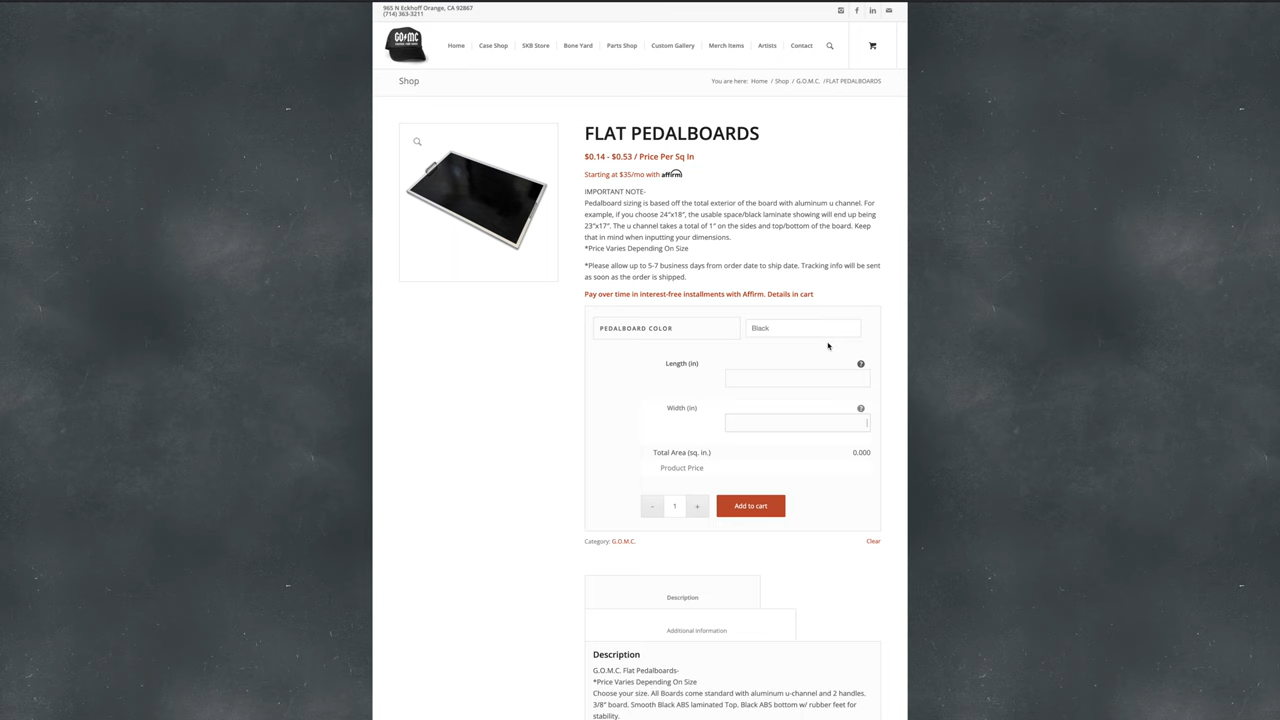 965 N Eckhoff Orange, CA 92867
(714) 363-3211
GOMC
Home
Case Shop
SKB Store
Bone Yard
Parts Shop
Custom Gallery
Merch Items
Artists
Contact
Shop
You are here: Home / Shop / G.O.M.C. / FLAT PEDALBOARDS
FLAT PEDALBOARDS
$0.14 - $0.53 / Price Per Sq In
Starting at $35/mo with affirm
IMPORTANT NOTE-
Pedalboard sizing is based off the total exterior of the board with aluminum u channel. For
example, if you choose 24"x18", the usable space/black laminate showing will end up being
23"x17". The u channel takes a total of 1" on the sides and top/bottom of the board. Keep
that in mind when inputting your dimensions.
*Price Varies Depending On Size
*Please allow up to 5-7 business days from order date to ship date. Tracking info will be sent
as soon as the order is shipped.
Pay over time in interest-free installments with Affirm. Details in cart
PEDALBOARD COLOR
Black
Length (in)
?
Width (in)
?
Total Area (sq. in.)
0.000
Product Price
- 1 +
Add to cart
Category: G.O.M.C.
Clear
Description
Additional information
Description
G.O.M.C. Flat Pedalboards-
*Price Varies Depending On Size
Choose your size. All Boards come standard with aluminum u-channel and 2 handles.
3/8" board. Smooth Black ABS laminated Top. Black ABS bottom w/ rubber feet for
stability.